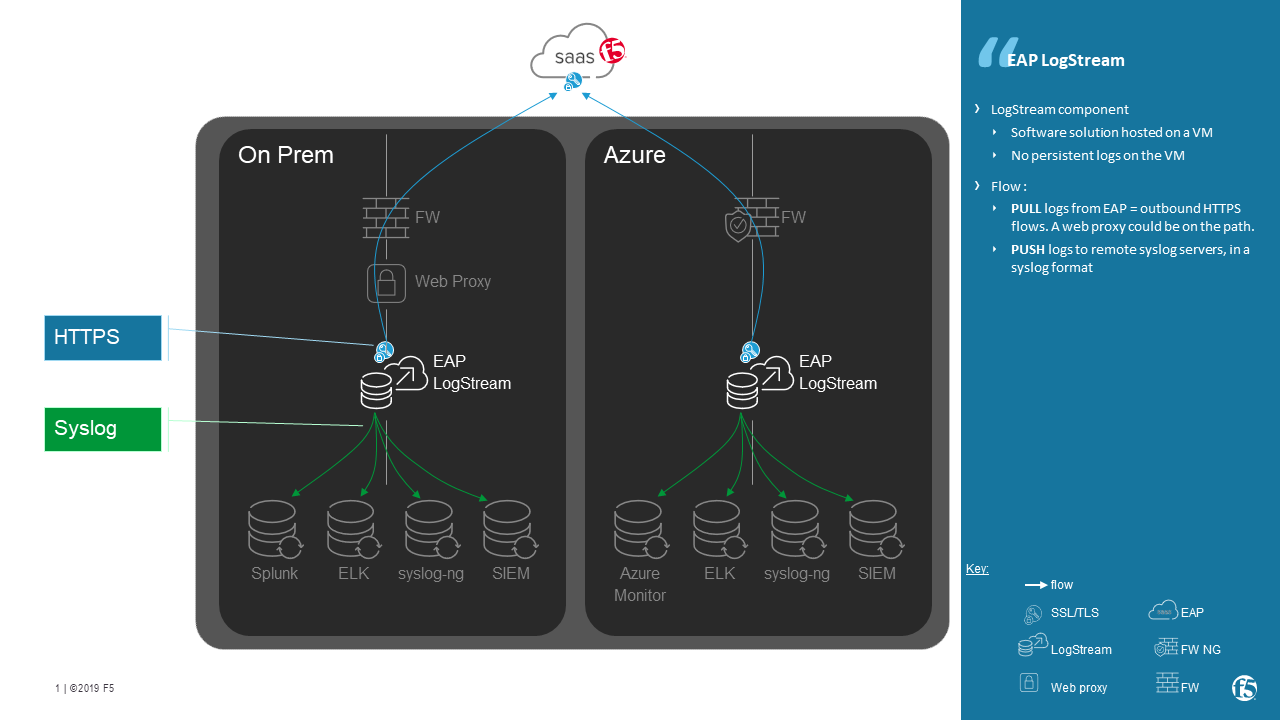 saas
f5
On Prem
Azure
FW
FW
Web Proxy
HTTPS
EAP
LogStream
EAP
LogStream
Syslog
Splunk
ELK
syslog-ng
SIEM
Azure
Monitor
ELK
syslog-ng
SIEM
1 | ©2019 F5
“
EAP LogStream
› LogStream component
Software solution hosted on a VM
No persistent logs on the VM
› Flow :
PULL logs from EAP = outbound HTTPS
flows. A web proxy could be on the path.
PUSH logs to remote syslog servers, in a
syslog format
Key:
flow
SSL/TLS
saas
EAP
LogStream
FW NG
Web proxy
FW
f5